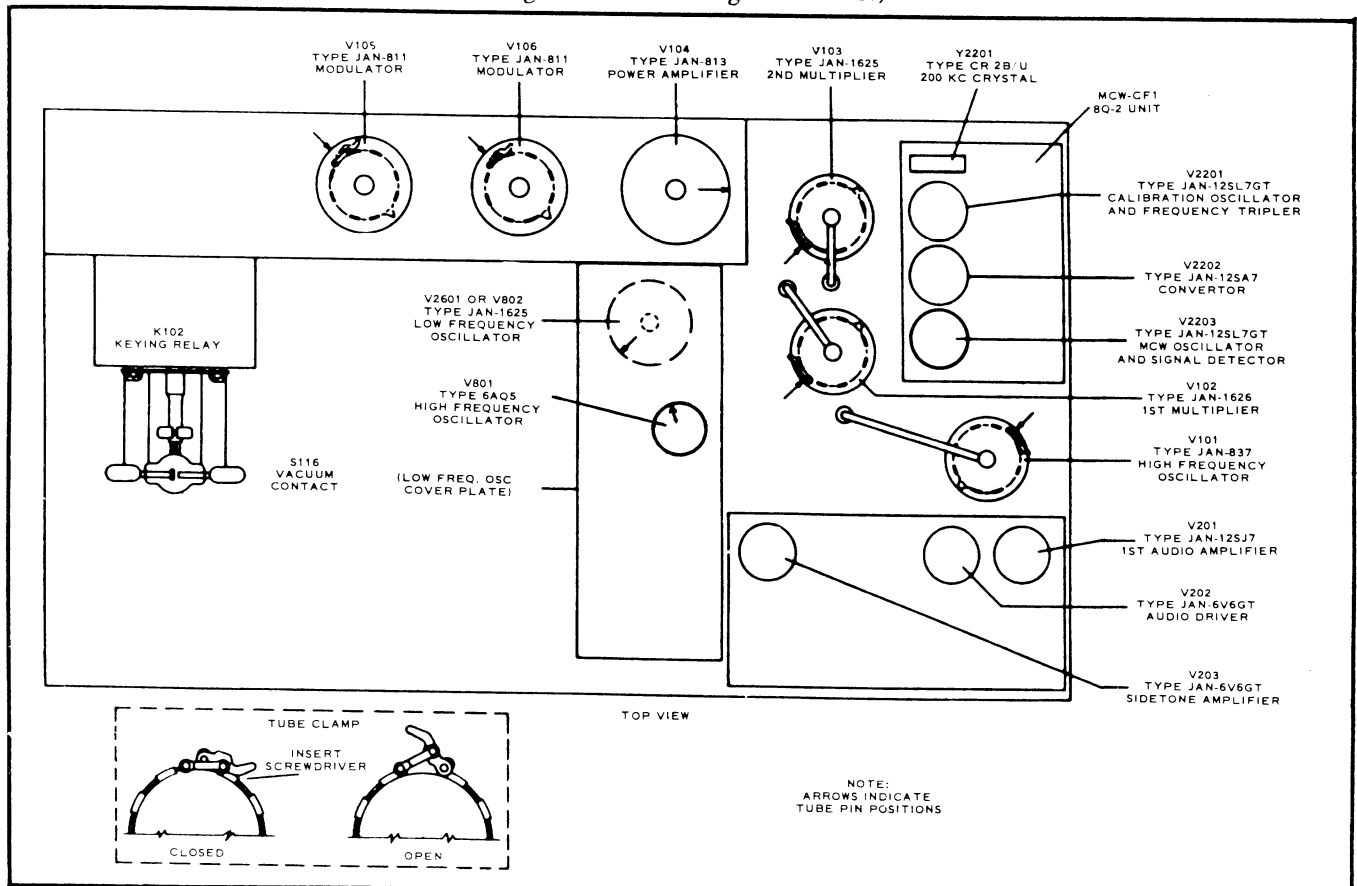 V105
TYPE JAN-811
MODULATOR
V106
TYPE JAN-811
MODULATOR
V104
TYPE JAN-813
POWER AMPLIFIER
V103
TYPE JAN-1625
2ND MULTIPLIER
Y2201
TYPE CR 2B/U
200 KC CRYSTAL
MCW-CF1
8Q-2 UNIT
V2201
TYPE JAN-12SL7GT
CALIBRATION OSCILLATOR
AND FREQUENCY TRIPLER
V2202
TYPE JAN-12SA7
CONVERTOR
V2203
TYPE JAN-12SL7GT
MCW OSCILLATOR
AND SIGNAL DETECTOR
V102
TYPE JAN-1626
1ST MULTIPLIER
V101
TYPE JAN-837
HIGH FREQUENCY
OSCILLATOR
V201
TYPE JAN-12SJ7
1ST AUDIO AMPLIFIER
V202
TYPE JAN-6V6GT
AUDIO DRIVER
V203
TYPE JAN-6V6GT
SIDETONE AMPLIFIER
V2601 OR V802
TYPE JAN-1625
LOW FREQUENCY
OSCILLATOR
V801
TYPE 6AQ5
HIGH FREQUENCY
OSCILLATOR
(LOW FREQ. OSC
COVER PLATE)
K102
KEYING RELAY
S116
VACUUM
CONTACT
TOP VIEW
TUBE CLAMP
INSERT
SCREWDRIVER
CLOSED
OPEN
NOTE:
ARROWS INDICATE
TUBE PIN POSITIONS